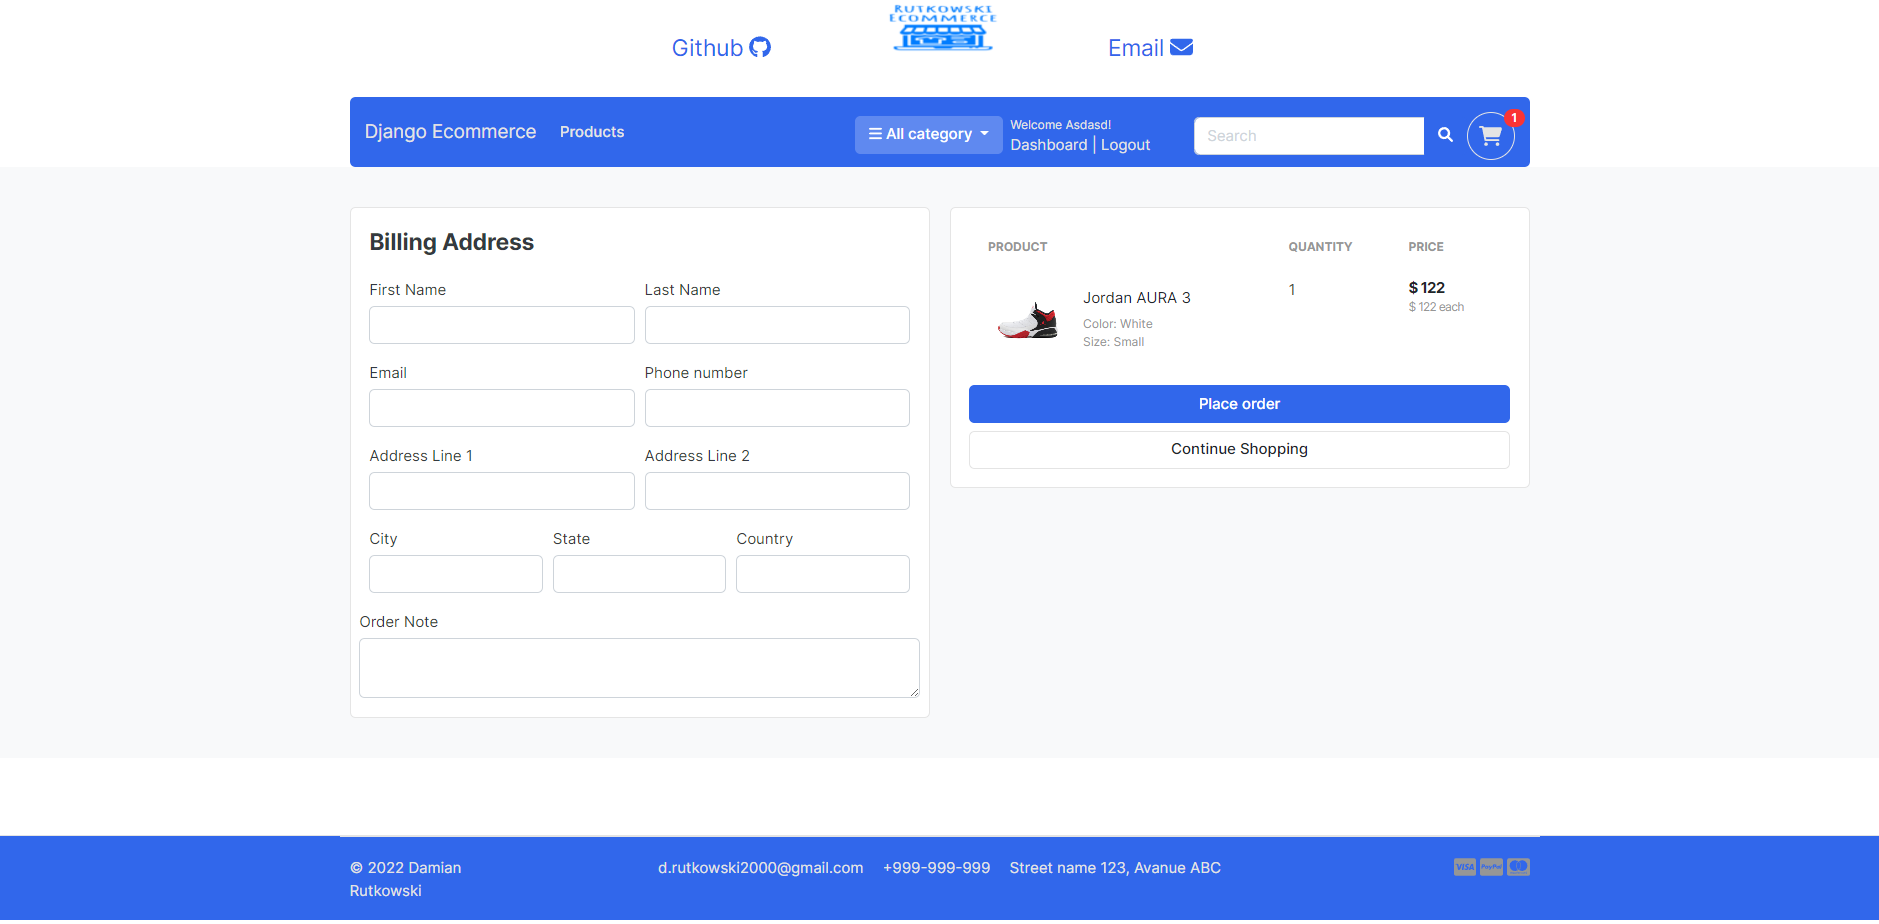 RUTKOWSKI
ECOMMERCE
Github
Email
Django Ecommerce
Products
All category
Welcome Asdasd!
Dashboard | Logout
Search
1
Billing Address
First Name
Last Name
Email
Phone number
Address Line 1
Address Line 2
City
State
Country
Order Note
PRODUCT
QUANTITY
PRICE
Jordan AURA 3
Color: White
Size: Small
1
$ 122
$ 122 each
Place order
Continue Shopping
© 2022 Damian
Rutkowski
d.rutkowski2000@gmail.com
+999-999-999
Street name 123, Avanue ABC
VISA
PayPal